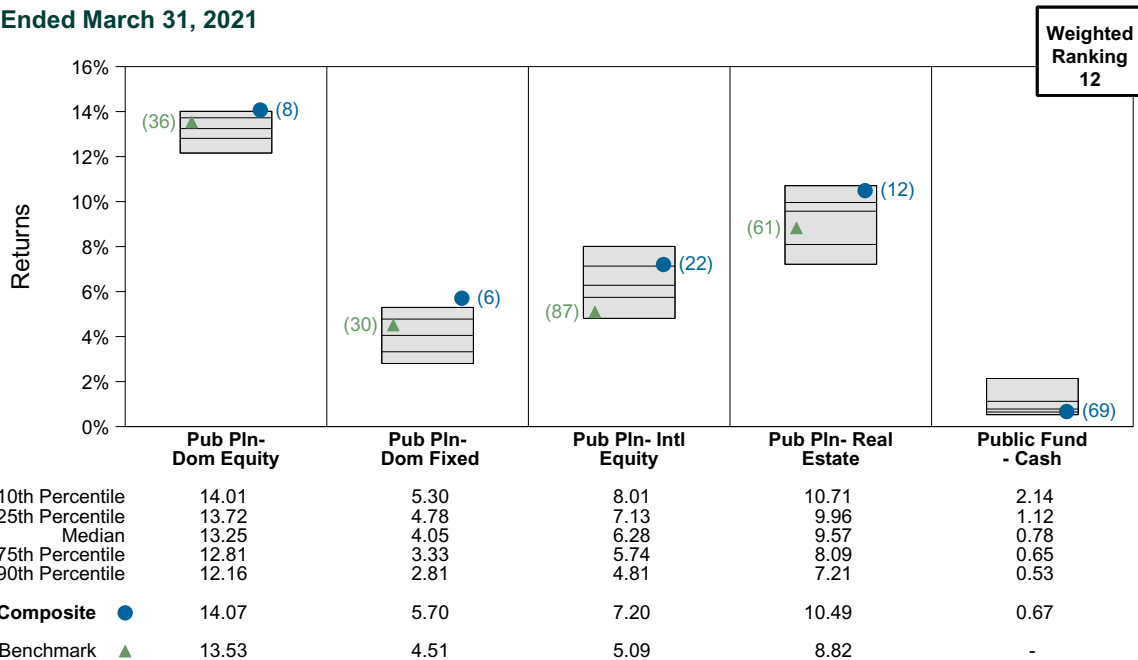 Ended March 31, 2021
Weighted
Ranking
12
Returns
16%
14%
12%
10%
8%
6%
4%
2%
0%
(36) (8)
(30) (6)
(87) (22)
(61) (12)
(69)
Pub Pln- Pub Pln- Pub Pln- Intl Pub Pln- Real Public Fund
Dom Equity Dom Fixed Equity Estate - Cash
10th Percentile 14.01 5.30 8.01 10.71 2.14
25th Percentile 13.72 4.78 7.13 9.96 1.12
Median 13.25 4.05 6.28 9.57 0.78
75th Percentile 12.81 3.33 5.74 8.09 0.65
90th Percentile 12.16 2.81 4.81 7.21 0.53
Composite 14.07 5.70 7.20 10.49 0.67
Benchmark 13.53 4.51 5.09 8.82 -